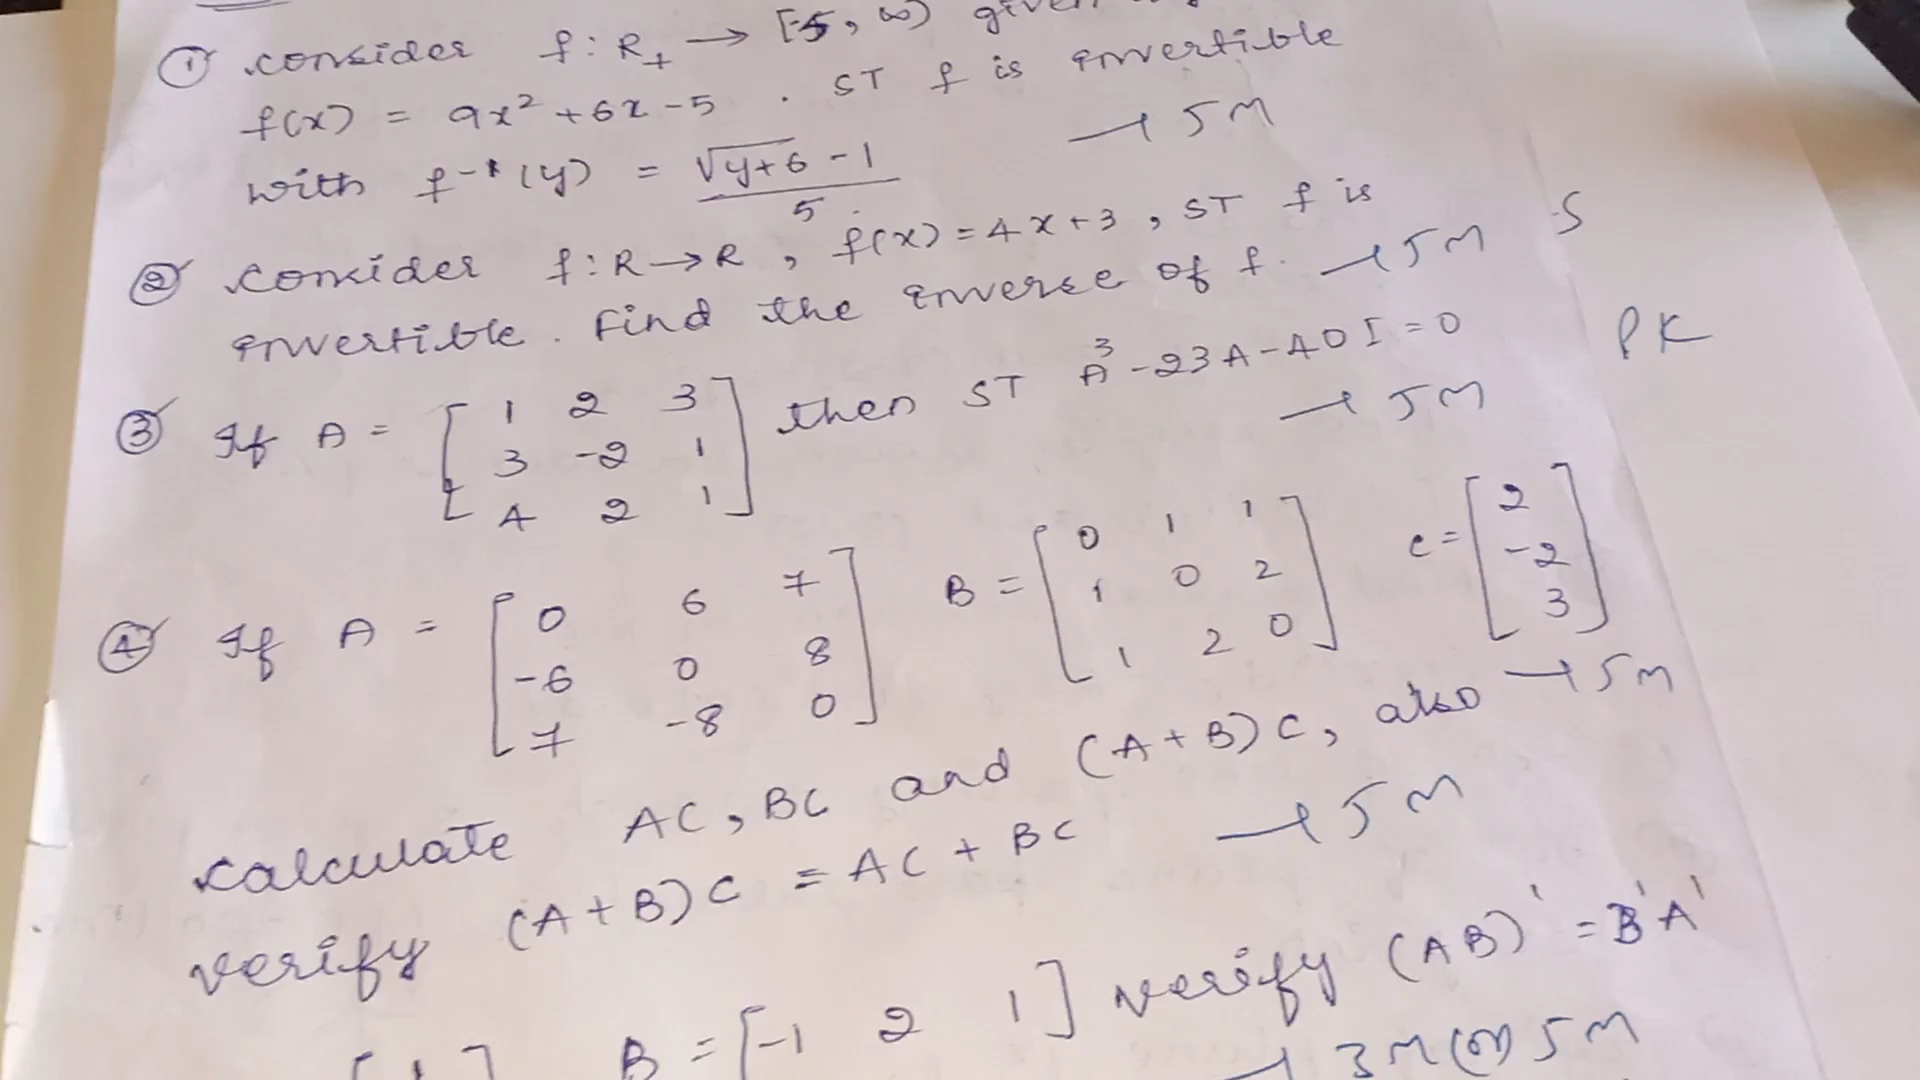 ① consider f: R₊ → [-5, ∞) given
f(x) = 9x² + 6x - 5 . ST f is invertible
with f⁻¹(y) = (√(y+6) - 1)/5 → 5M
② consider f: R → R, f(x) = 4x + 3, ST f is
invertible. Find the inverse of f. → 5M
S
PK
③ If A = [1 2 3; 3 -2 1; 4 2 1] then ST A³ - 23A - 40I = 0
→ 5M
④ If A = [0 6 7; -6 0 8; 7 -8 0] B = [0 1 1; 1 0 2; 1 2 0] C = [2; -2; 3]
→ 5M
calculate AC, BC and (A+B)C, also
verify (A+B)C = AC + BC → 5M
B = [-1 2 1] verify (AB)' = B'A'
→ 3M (or) 5M